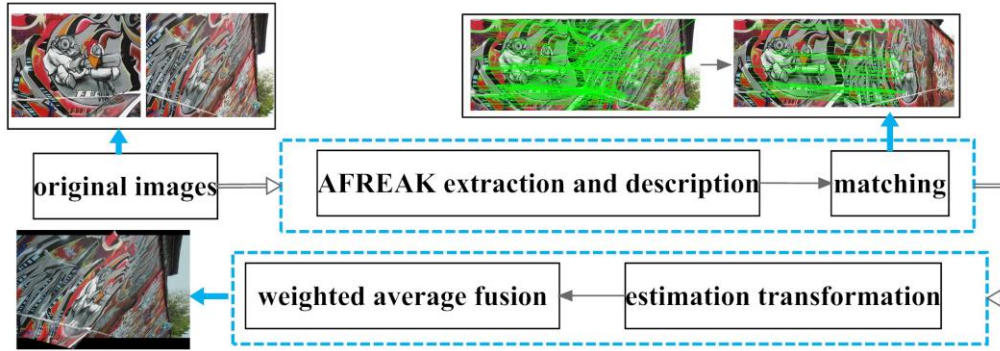 original images
AFREAK extraction and description
matching
weighted average fusion
estimation transformation